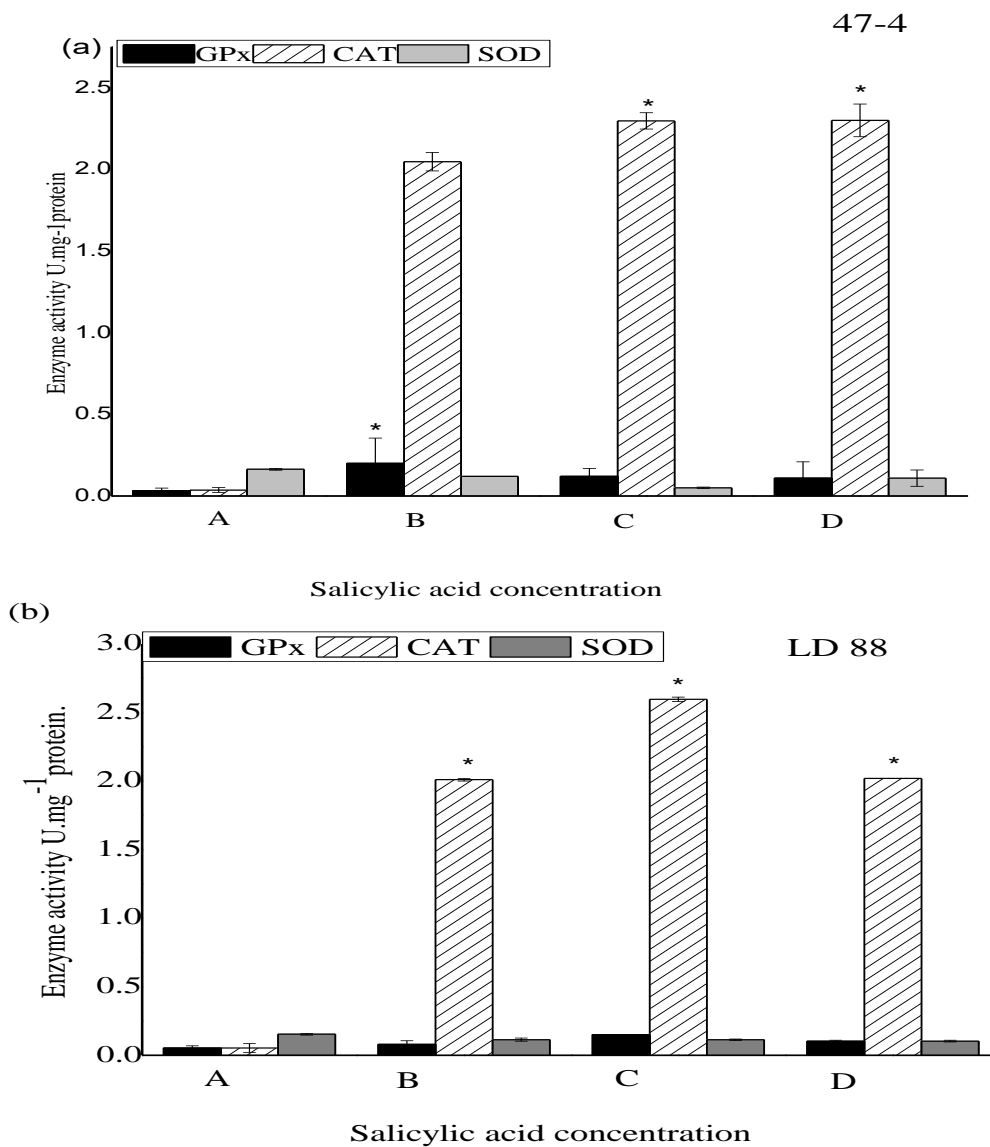 (a) 47-4
GPx CAT SOD
2.5
2.0
1.5
1.0
0.5
0.0
Enzyme activity U.mg-1protein
* * *
A B C D
Salicylic acid concentration
(b)
GPx CAT SOD LD 88
3.0
2.5
2.0
1.5
1.0
0.5
0.0
Enzyme activity U.mg-1 protein.
* * *
A B C D
Salicylic acid concentration